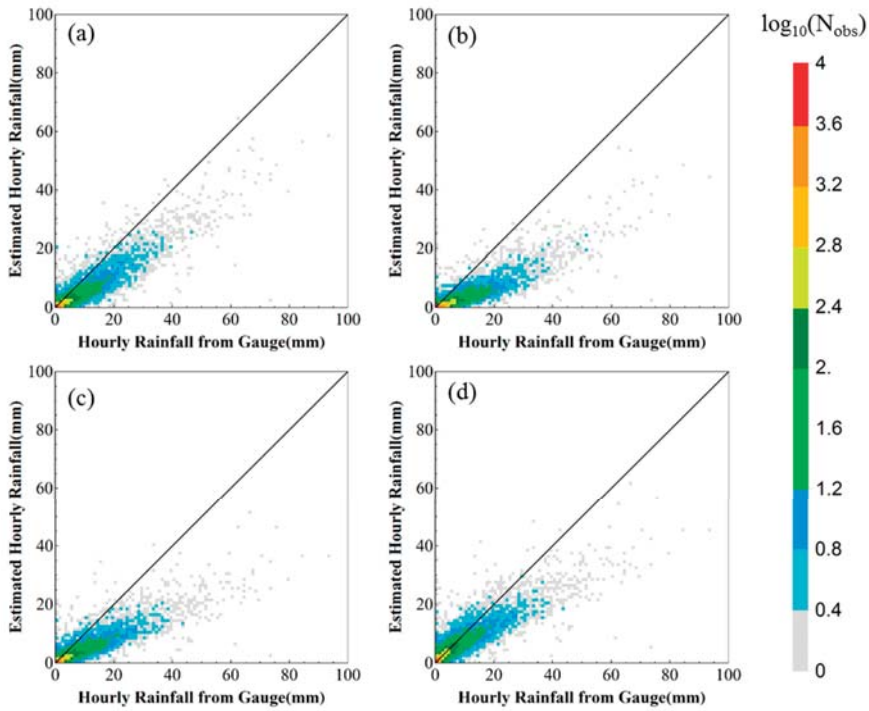 (a)
100
80
60
40
20
0
Estimated Hourly Rainfall(mm)
0 20 40 60 80 100
Hourly Rainfall from Gauge(mm)
(b)
100
80
60
40
20
0
Estimated Hourly Rainfall(mm)
0 20 40 60 80 100
Hourly Rainfall from Gauge(mm)
log₁₀(Nobs)
4
3.6
3.2
2.8
2.4
2.
1.6
1.2
0.8
0.4
0
(c)
100
80
60
40
20
0
Estimated Hourly Rainfall(mm)
0 20 40 60 80 100
Hourly Rainfall from Gauge(mm)
(d)
100
80
60
40
20
0
Estimated Hourly Rainfall(mm)
0 20 40 60 80 100
Hourly Rainfall from Gauge(mm)